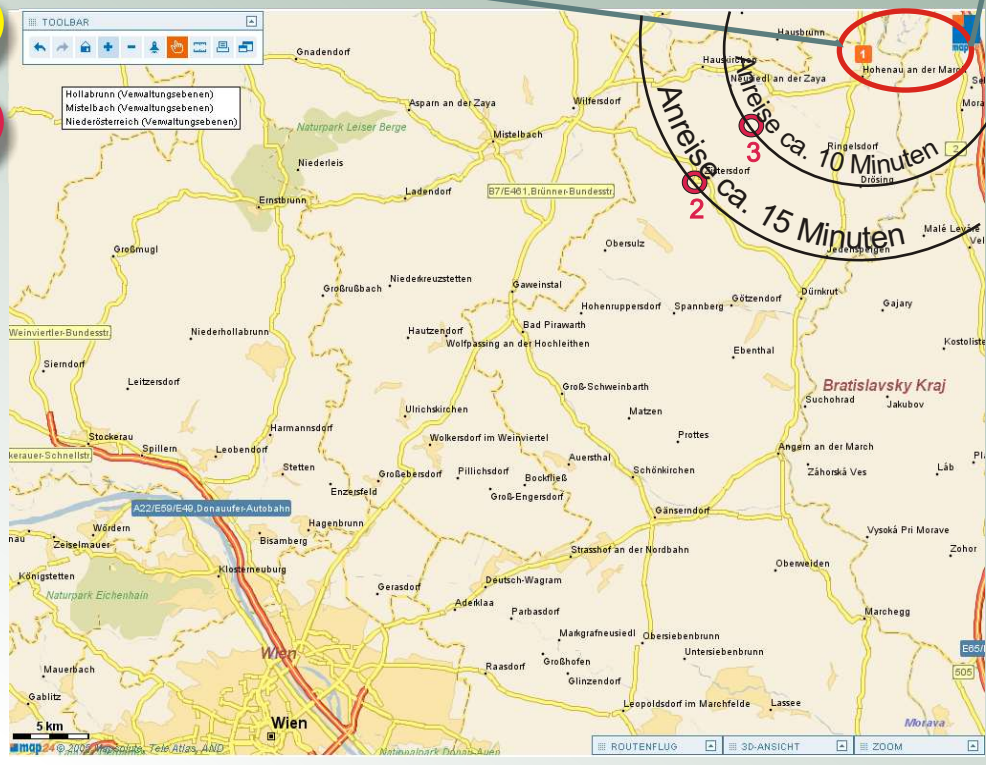 TOOLBAR
Hollabrunn (Verwaltungsebenen)
Mistelbach (Verwaltungsebenen)
Niederösterreich (Verwaltungsebenen)
Gnadendorf
Hausbrunn
map
1
Hauskirchen
Hohenau an der March
Neusiedl an der Zaya
Asparn an der Zaya
Wilfersdorf
Naturpark Leiser Berge
Mistelbach
Anreise ca. 10 Minuten
3
Ringelsdorf
2
Niederleis
Zistersdorf
Drösing
Anreise ca. 15 Minuten
2
Ladendorf
B7/E461,Brünner-Bundesstr.
Ernstbrunn
Malé Leváre
Großmugl
Obersulz
Jedenspeigen
Niederkreuzstetten
Großrußbach
Gaweinstal
Dürnkrut
Götzendorf
Hohenruppersdorf
Spannberg
Gajary
Weinviertler-Bundesstr.
Niederhollabrunn
Hautzendorf
Bad Pirawarth
Wolfpassing an der Hochleithen
Ebenthal
Sierndorf
Leitzersdorf
Groß-Schweinbarth
Bratislavsky Kraj
Suchohrad
Jakubov
Ulrichskirchen
Matzen
Harmannsdorf
Stockerau
Wolkersdorf im Weinviertel
Prottes
Spillern
Leobendorf
Angern an der March
Auersthal
Stetten
Großebersdorf
Pillichsdorf
Bockfließ
Schönkirchen
Záhorská Ves
Láb
Enzersfeld
Groß-Engersdorf
A22/E59/E49,Donauufer-Autobahn
Gänserndorf
Hagenbrunn
Wördern
Bisamberg
Vysoká Pri Morave
Zeiselmauer
Strasshof an der Nordbahn
Zohor
Klosterneuburg
Oberweiden
Königstetten
Gerasdorf
Deutsch-Wagram
Naturpark Eichenhain
Aderklaa
Parbasdorf
Marchegg
Markgrafneusiedl
Obersiebenbrunn
Wien
Untersiebenbrunn
Mauerbach
Raasdorf
Großhofen
505
Glinzendorf
Gablitz
Leopoldsdorf im Marchfelde
Lassee
5 km
Wien
Morava
map24
Nationalpark Donau-Auen
ROUTENFLUG
3D-ANSICHT
ZOOM